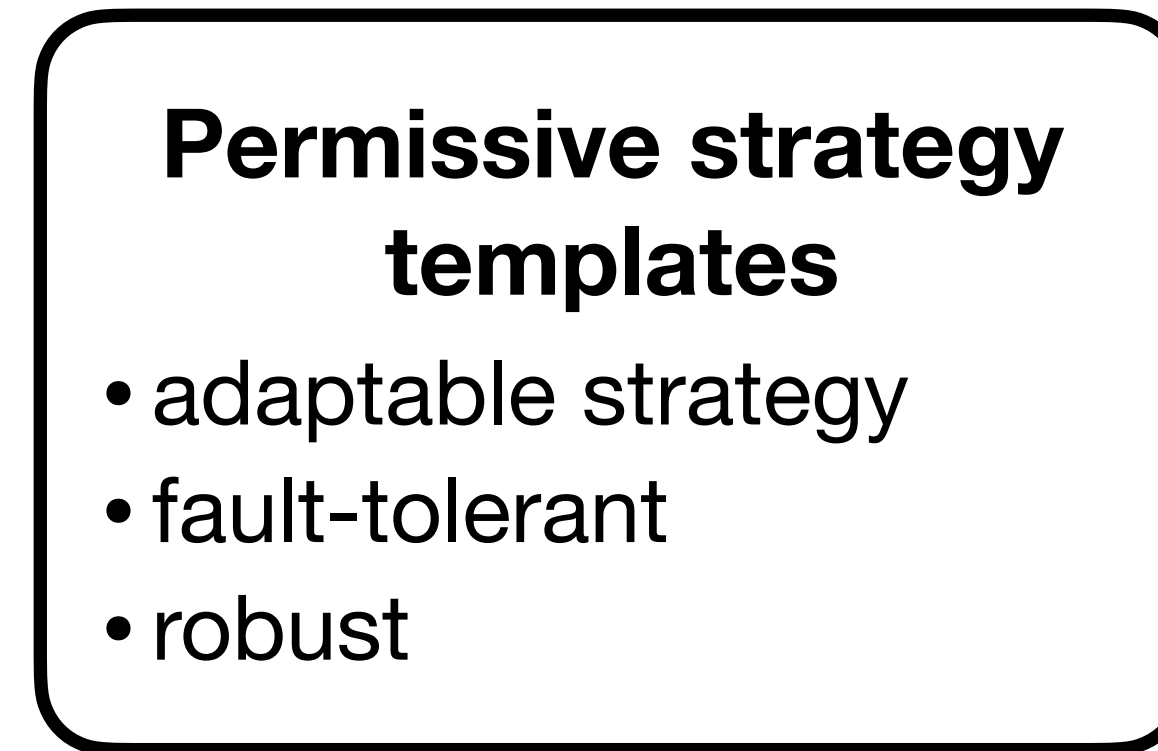 Permissive strategy
templates
• adaptable strategy
• fault-tolerant
• robust